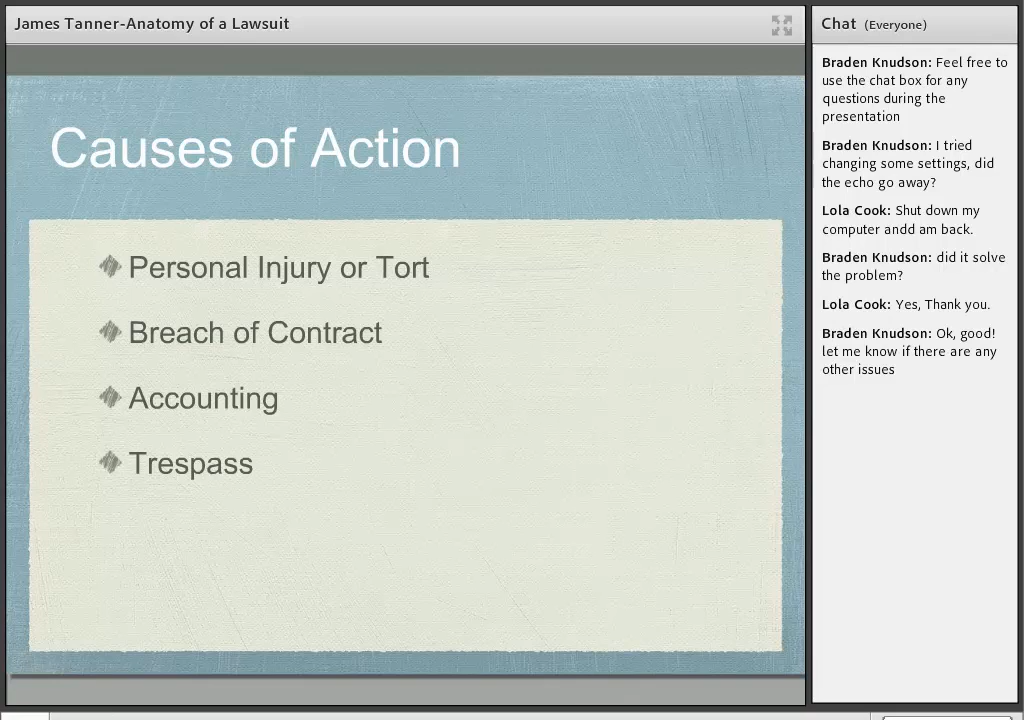 James Tanner-Anatomy of a Lawsuit
Causes of Action
Personal Injury or Tort
Breach of Contract
Accounting
Trespass
Chat (Everyone)
Braden Knudson: Feel free to
use the chat box for any
questions during the
presentation
Braden Knudson: I tried
changing some settings, did
the echo go away?
Lola Cook: Shut down my
computer andd am back.
Braden Knudson: did it solve
the problem?
Lola Cook: Yes, Thank you.
Braden Knudson: Ok, good!
let me know if there are any
other issues